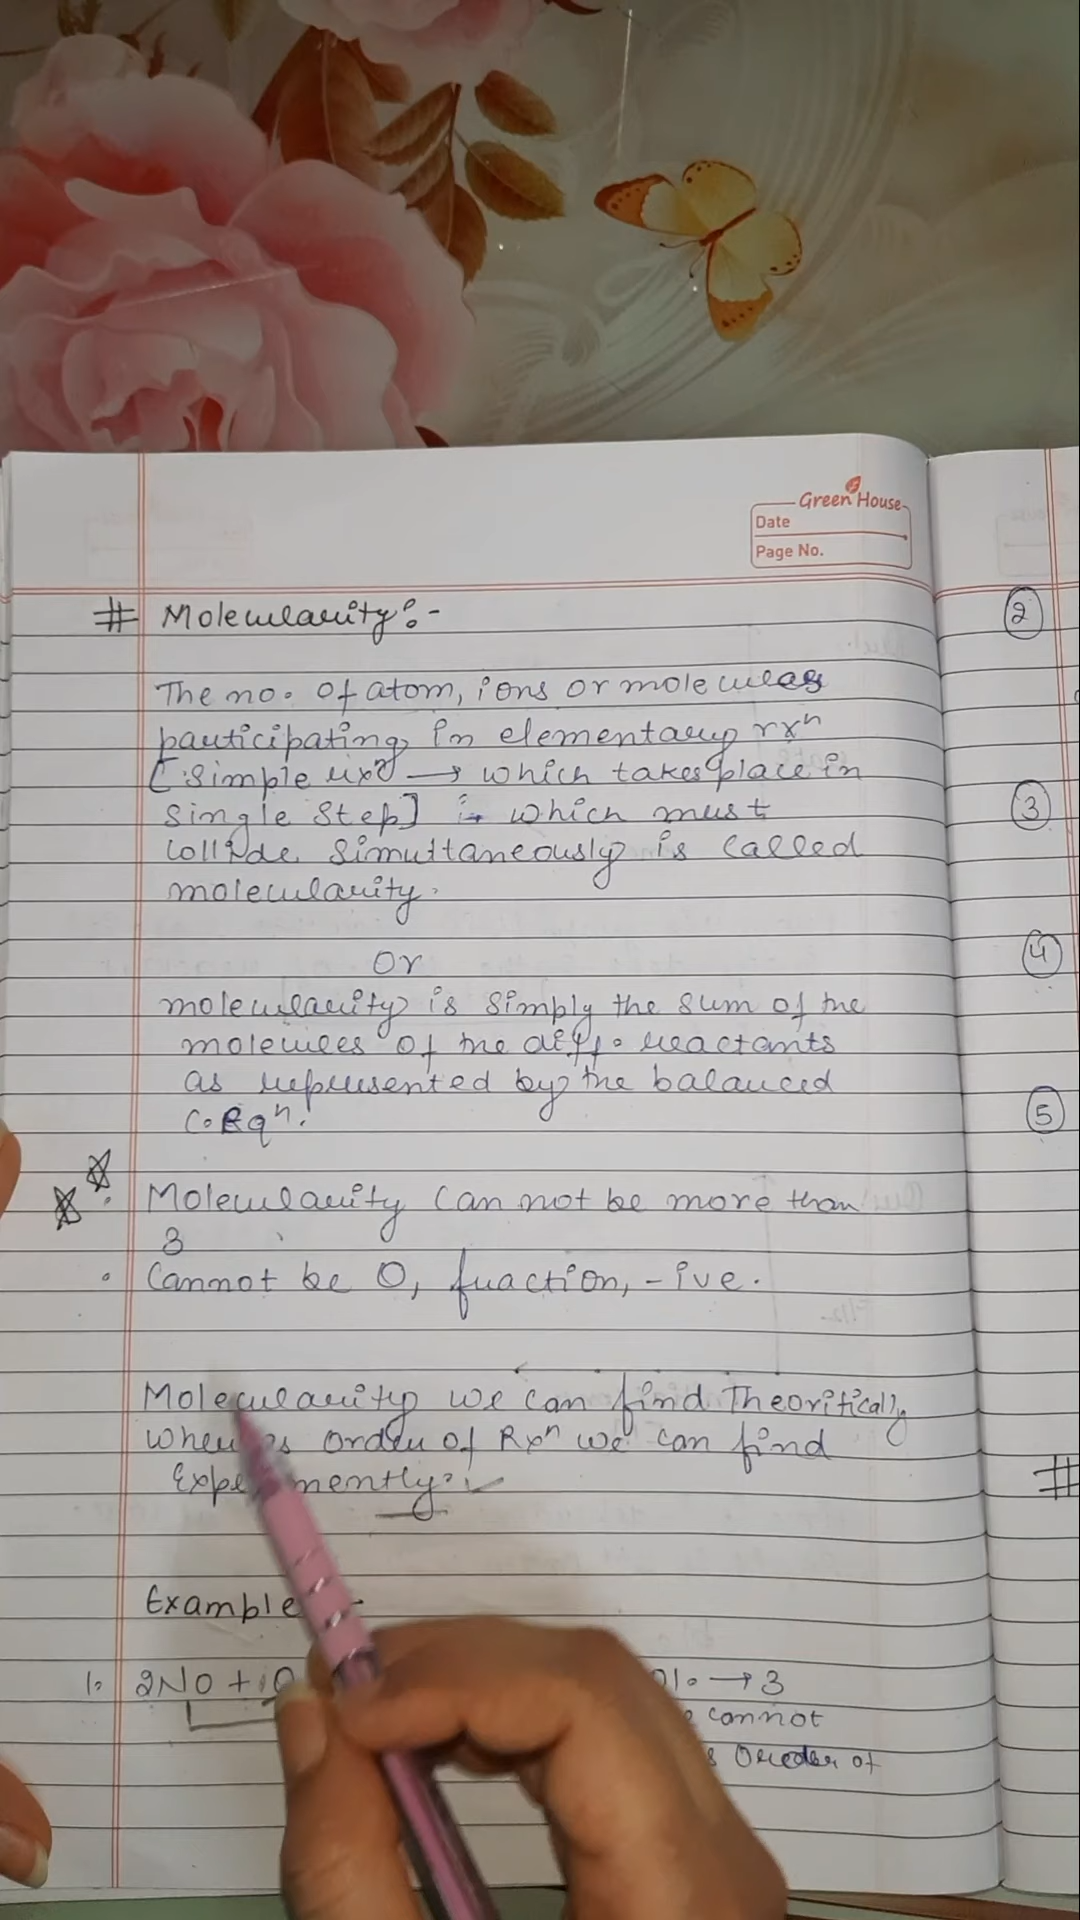 Green House
Date
Page No.
# Molecularity:-
The no. of atom, ions or molecules
participating in elementary rxn
[simple rxn → which takes place in
single step] which must
collide simultaneously is called
molecularity.
Or
molecularity is simply the sum of the
molecules of the diff. reactants
as represented by the balanced
C. Eqn.
Molecularity can not be more than
3
Cannot be 0, fraction, -ive.
Molecularity we can find Theoritically
whereas order of Rxn we can find
mently.
Example
1. 2NO + O
→ 3
cannot
Oreder of
2
3
4
5
#